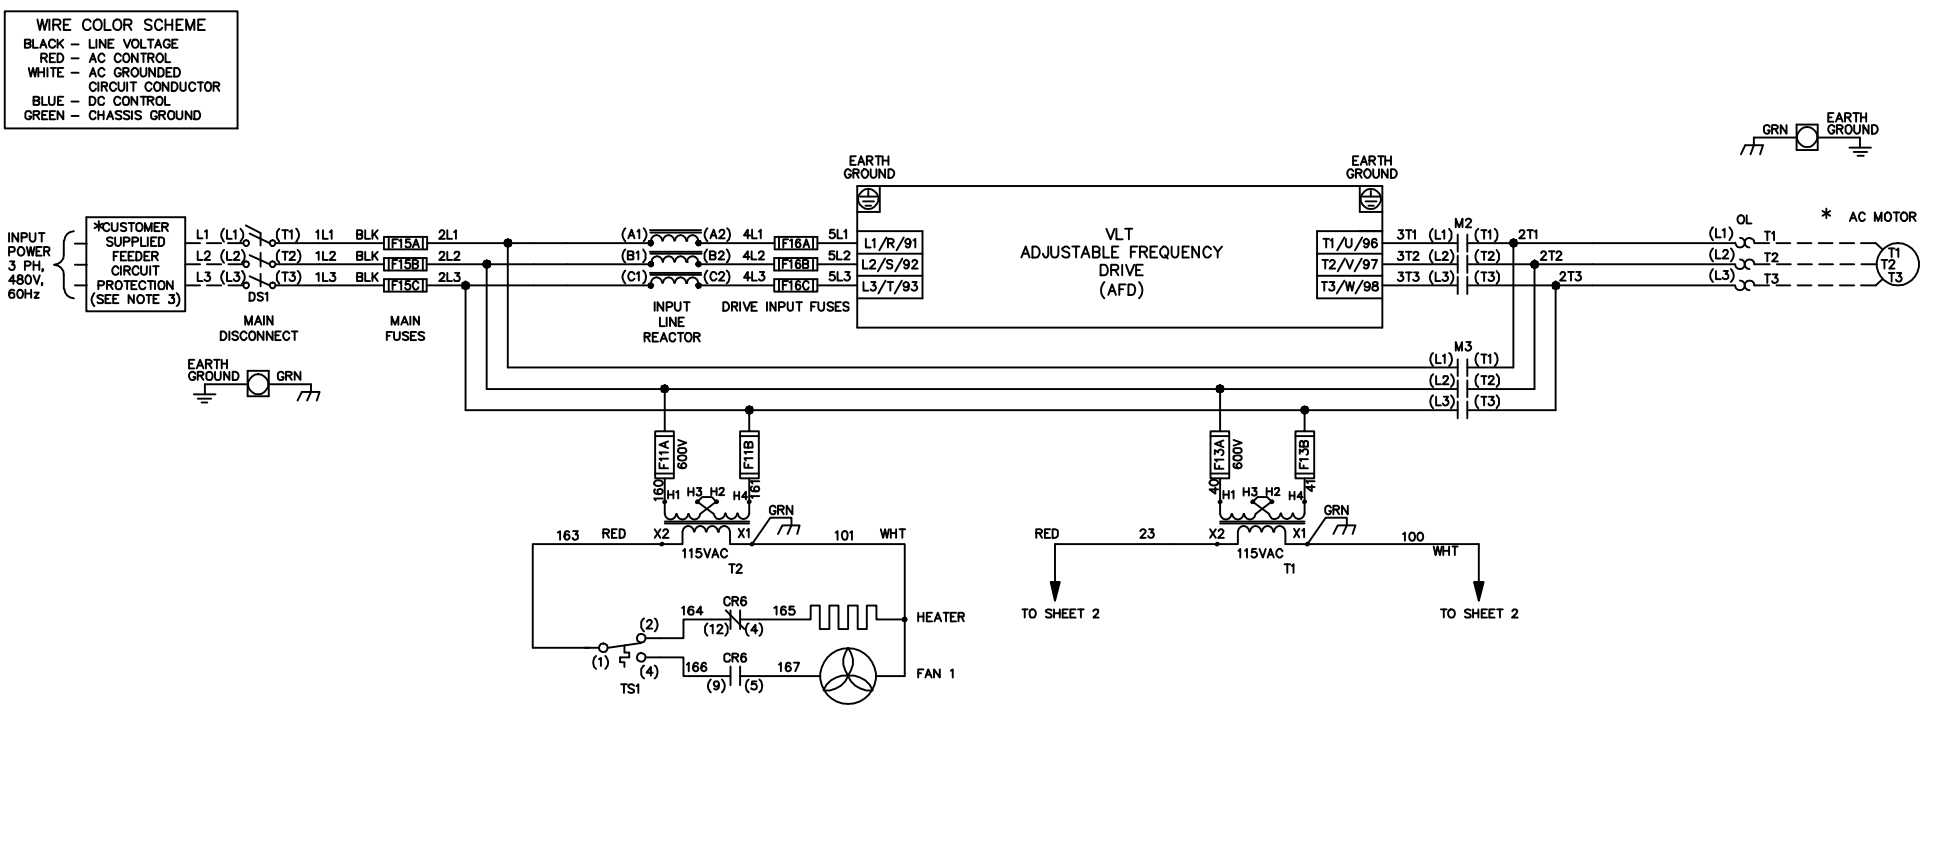 WIRE COLOR SCHEME
BLACK – LINE VOLTAGE
RED – AC CONTROL
WHITE – AC GROUNDED
CIRCUIT CONDUCTOR
BLUE – DC CONTROL
GREEN – CHASSIS GROUND
GRN
EARTH
GROUND
EARTH
GROUND
EARTH
GROUND
INPUT
POWER
3 PH,
480V,
60Hz
*CUSTOMER
SUPPLIED
FEEDER
CIRCUIT
PROTECTION
(SEE NOTE 3)
L1 (L1) (T1) 1L1 BLK F15A 2L1 (A1) (A2) 4L1 F16A 5L1 L1/R/91
L2 (L2) (T2) 1L2 BLK F15B 2L2 (B1) (B2) 4L2 F16B 5L2 L2/S/92
L3 (L3) (T3) 1L3 BLK F15C 2L3 (C1) (C2) 4L3 F16C 5L3 L3/T/93
DS1
MAIN
DISCONNECT
MAIN
FUSES
INPUT
LINE
REACTOR
DRIVE INPUT FUSES
VLT
ADJUSTABLE FREQUENCY
DRIVE
(AFD)
M2
T1/U/96 3T1 (L1) (T1) 2T1
T2/V/97 3T2 (L2) (T2) 2T2
T3/W/98 3T3 (L3) (T3) 2T3
OL
(L1) T1
(L2) T2
(L3) T3
* AC MOTOR
T1
T2
T3
M3
(L1) (T1)
(L2) (T2)
(L3) (T3)
EARTH
GROUND
GRN
F11A
600V
F11B
160
161
H1 H3 H2 H4
GRN
163 RED X2 X1 101 WHT
115VAC
T2
F13A
600V
F13B
40
41
H1 H3 H2 H4
GRN
RED 23 X2 X1 100
WHT
115VAC
T1
TO SHEET 2
TO SHEET 2
CR6
164 165
(12) (4)
HEATER
(2)
(1)
(4)
TS1
CR6
166 167
(9) (5)
FAN 1